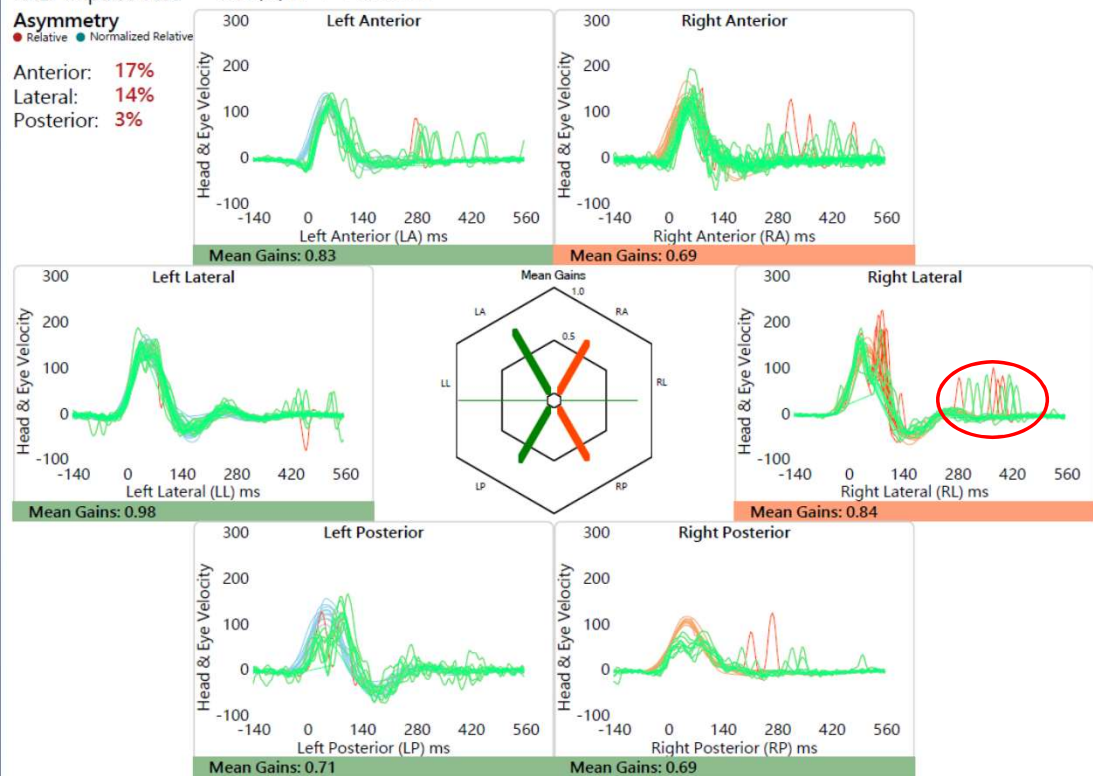 Asymmetry
Relative Normalized Relative
Anterior: 17%
Lateral: 14%
Posterior: 3%
Left Anterior
Head & Eye Velocity
300
200
100
0
-100
-140 0 140 280 420 560
Left Anterior (LA) ms
Mean Gains: 0.83
Right Anterior
Head & Eye Velocity
300
200
100
0
-100
-140 0 140 280 420 560
Right Anterior (RA) ms
Mean Gains: 0.69
Left Lateral
Head & Eye Velocity
300
200
100
0
-100
-140 0 140 280 420 560
Left Lateral (LL) ms
Mean Gains: 0.98
Mean Gains
1.0
LA RA
0.5
LL RL
LP RP
Right Lateral
Head & Eye Velocity
300
200
100
0
-100
-140 0 140 280 420 560
Right Lateral (RL) ms
Mean Gains: 0.84
Left Posterior
Head & Eye Velocity
300
200
100
0
-100
-140 0 140 280 420 560
Left Posterior (LP) ms
Mean Gains: 0.71
Right Posterior
Head & Eye Velocity
300
200
100
0
-100
-140 0 140 280 420 560
Right Posterior (RP) ms
Mean Gains: 0.69